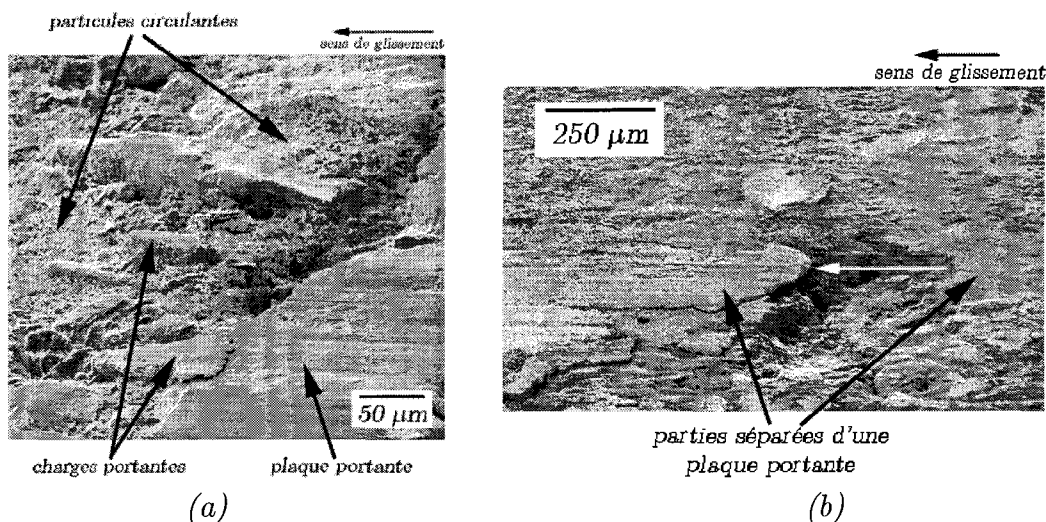 particules circulantes
sens de glissement
50 μm
charges portantes
plaque portante
(a)
sens de glissement
250 μm
parties séparées d'une
plaque portante
(b)